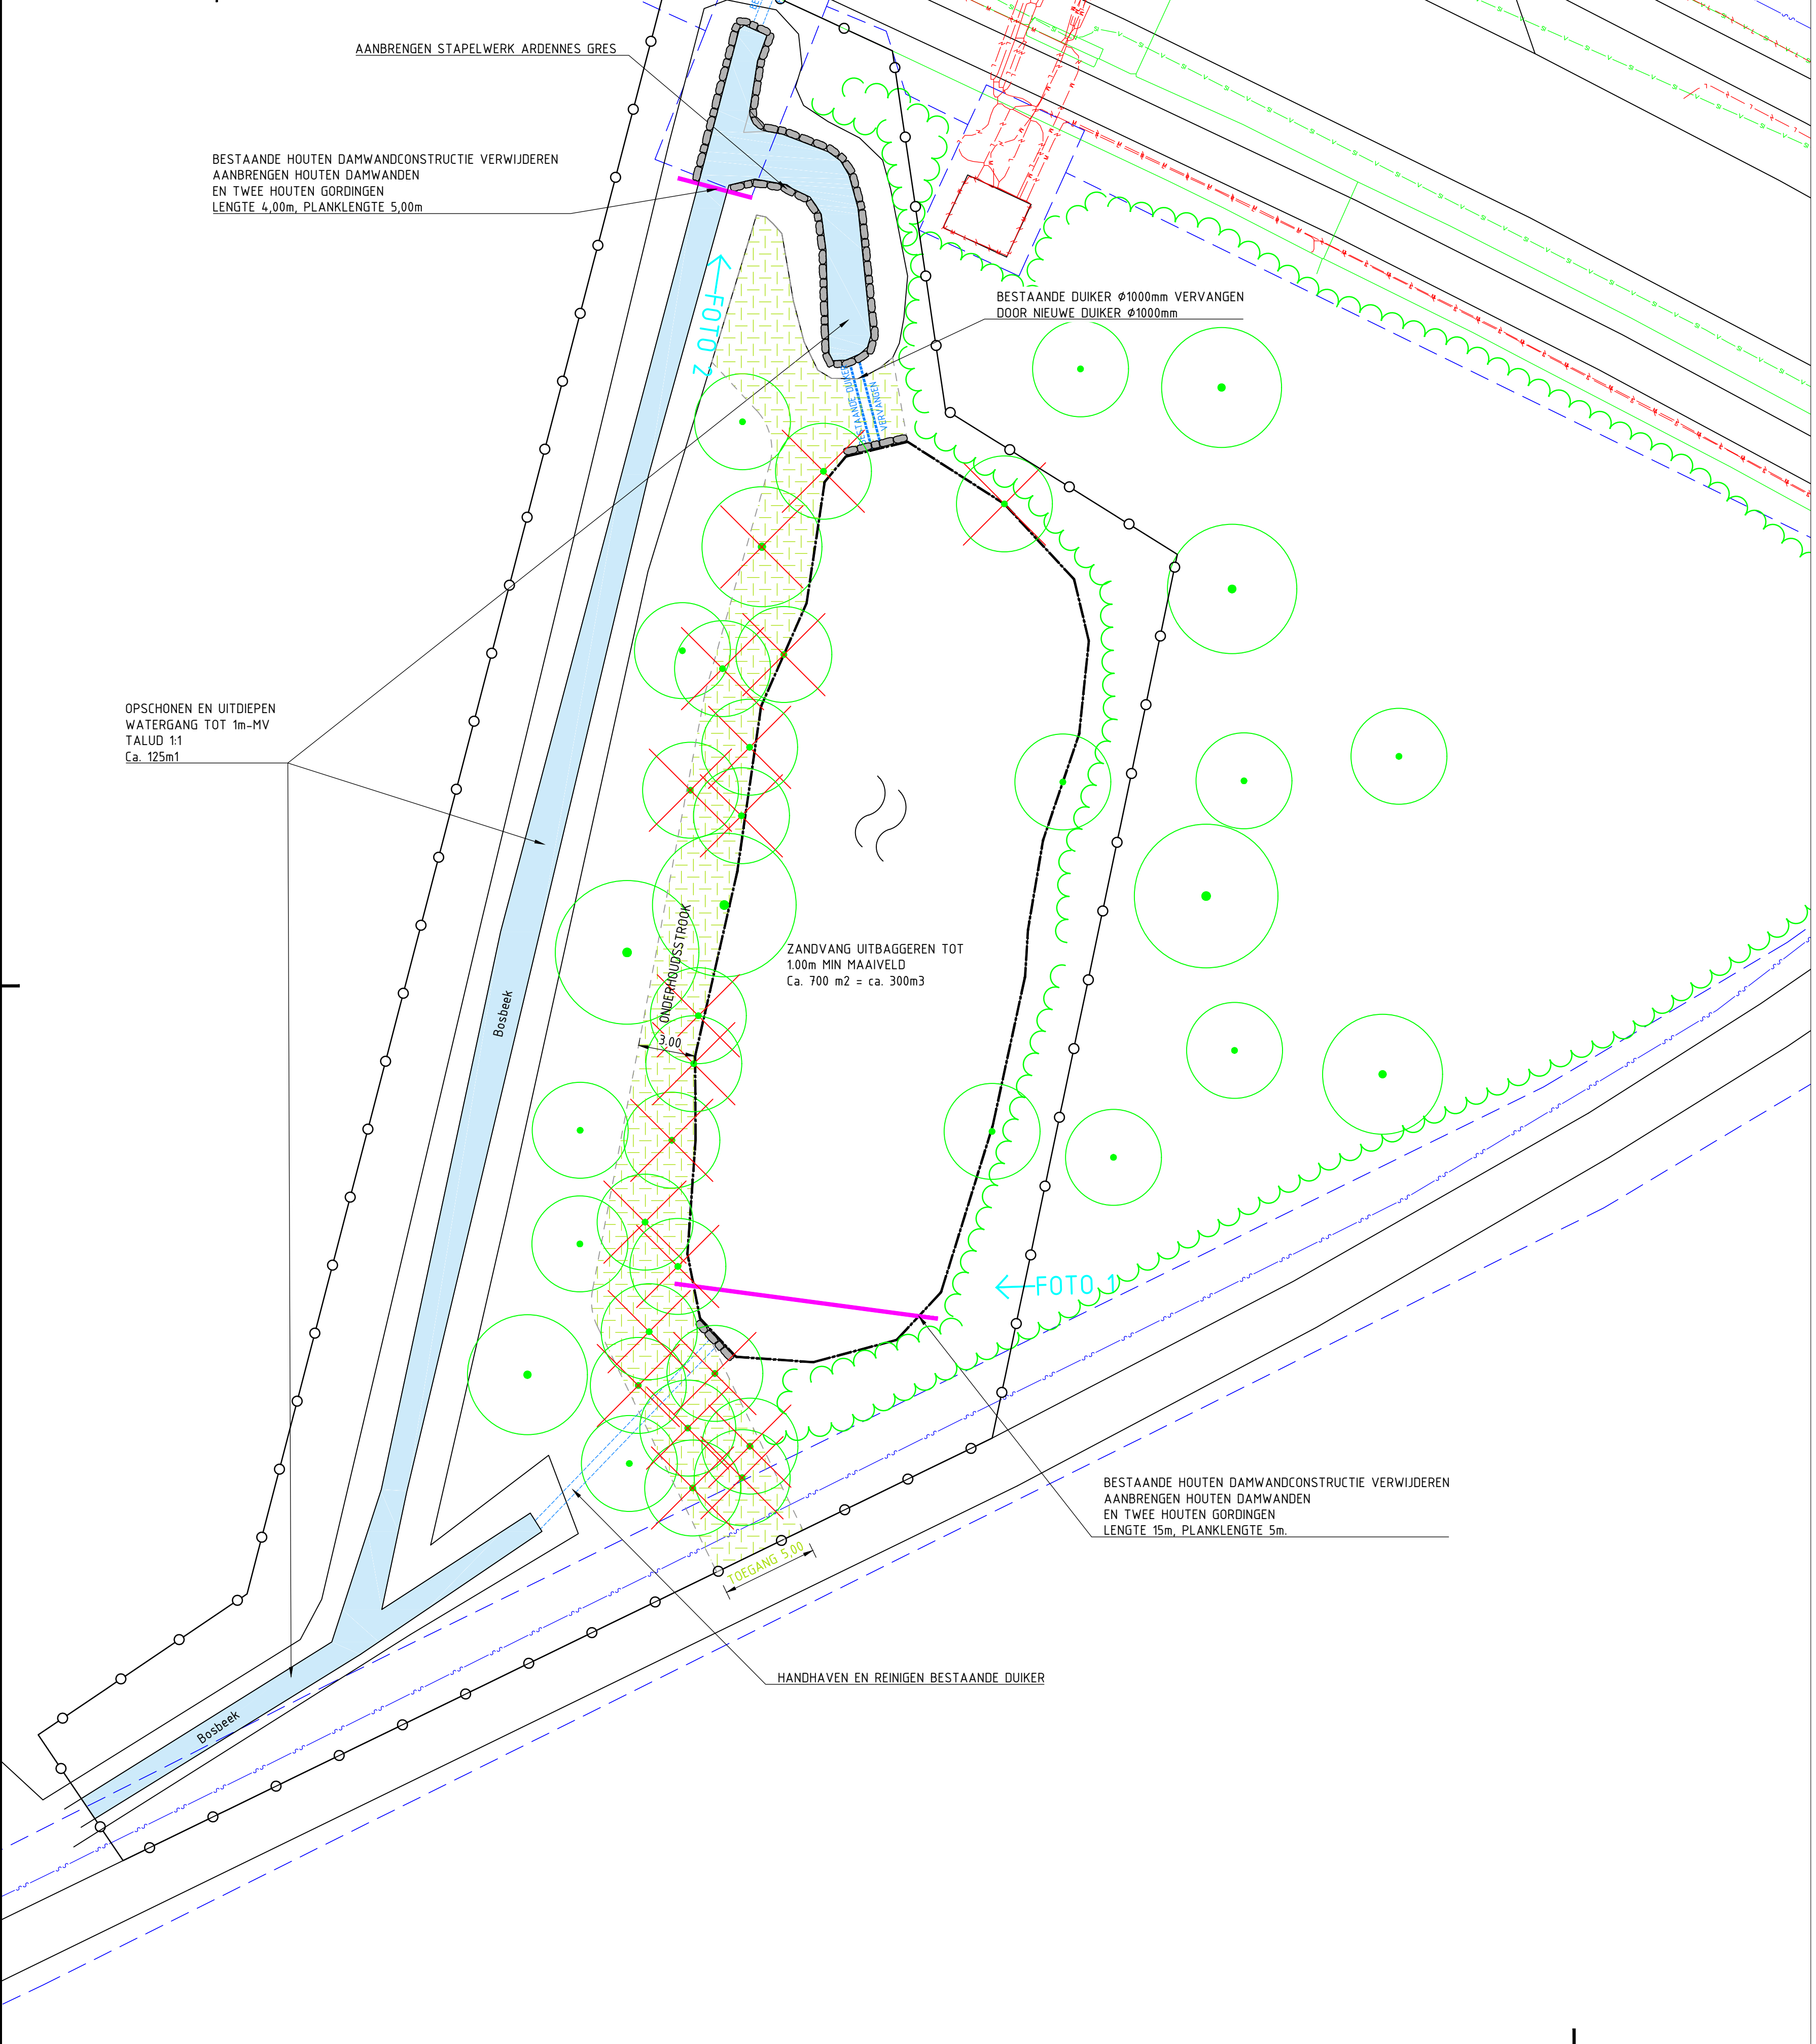 AANBRENGEN STAPELWERK ARDENNES GRES
BESTAANDE HOUTEN DAMWANDCONSTRUCTIE VERWIJDEREN
AANBRENGEN HOUTEN DAMWANDEN
EN TWEE HOUTEN GORDINGEN
LENGTE 4,00m, PLANKLENGTE 5,00m
FOTO 2
BESTAANDE DUIKER Ø1000mm VERVANGEN
DOOR NIEUWE DUIKER Ø1000mm
BESTAANDE DUIKER
VERVANGEN
OPSCHONEN EN UITDIEPEN
WATERGANG TOT 1m-MV
TALUD 1:1
Ca. 125m1
ONDERHOUDSSTROOK
3.00
ZANDVANG UITBAGGEREN TOT
1.00m MIN MAAIVELD
Ca. 700 m2 = ca. 300m3
Bosbeek
FOTO 1
BESTAANDE HOUTEN DAMWANDCONSTRUCTIE VERWIJDEREN
AANBRENGEN HOUTEN DAMWANDEN
EN TWEE HOUTEN GORDINGEN
LENGTE 15m, PLANKLENGTE 5m.
TOEGANG 5,00
HANDHAVEN EN REINIGEN BESTAANDE DUIKER
Bosbeek